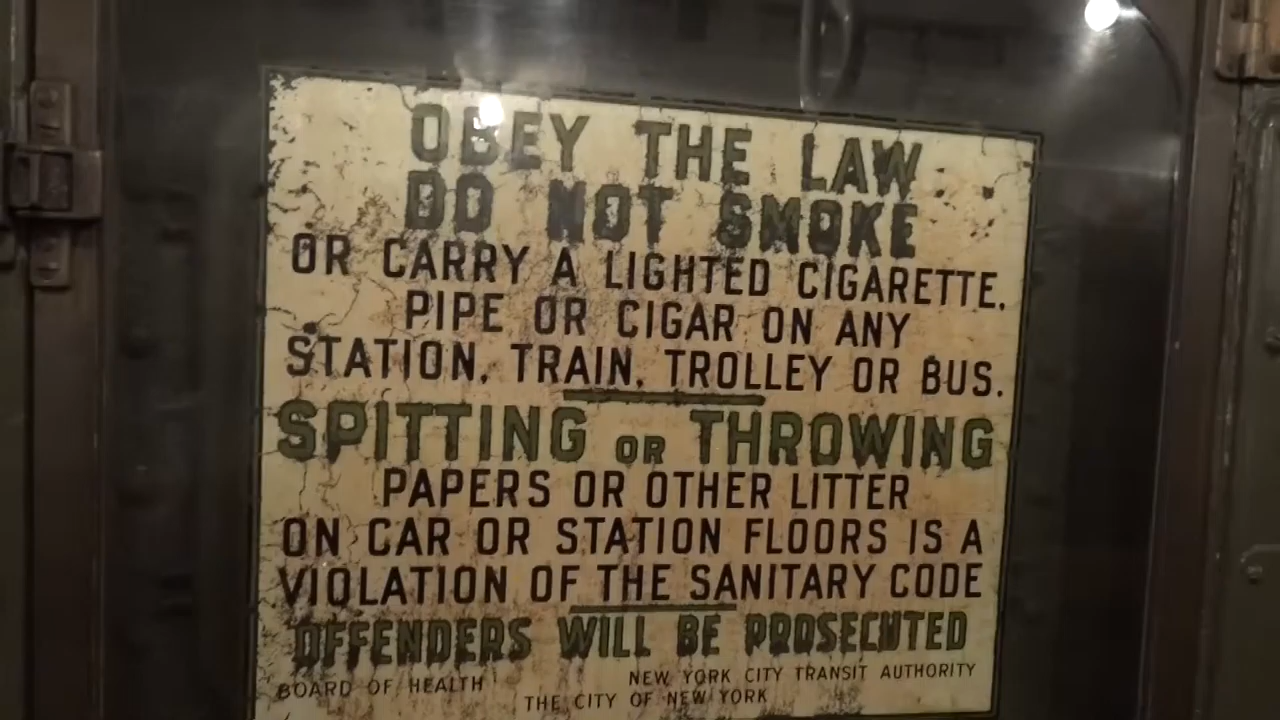 OBEY THE LAW
DO NOT SMOKE
OR CARRY A LIGHTED CIGARETTE,
PIPE OR CIGAR ON ANY
STATION, TRAIN, TROLLEY OR BUS.
SPITTING OR THROWING
PAPERS OR OTHER LITTER
ON CAR OR STATION FLOORS IS A
VIOLATION OF THE SANITARY CODE
OFFENDERS WILL BE PROSECUTED
BOARD OF HEALTH NEW YORK CITY TRANSIT AUTHORITY
THE CITY OF NEW YORK